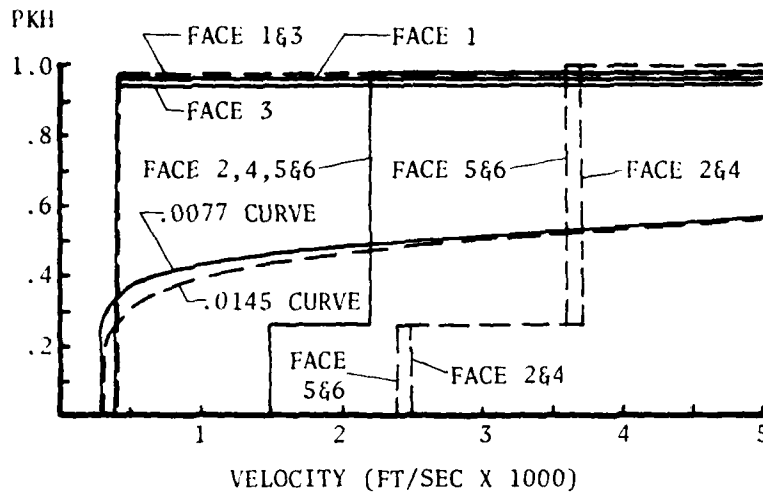 PKH
FACE 1&3
FACE 1
1.0
FACE 3
.8
FACE 2,4,5&6
FACE 5&6
FACE 2&4
.6
.0077 CURVE
.4
.0145 CURVE
.2
FACE
5&6
FACE 2&4
1 2 3 4 5
VELOCITY (FT/SEC X 1000)